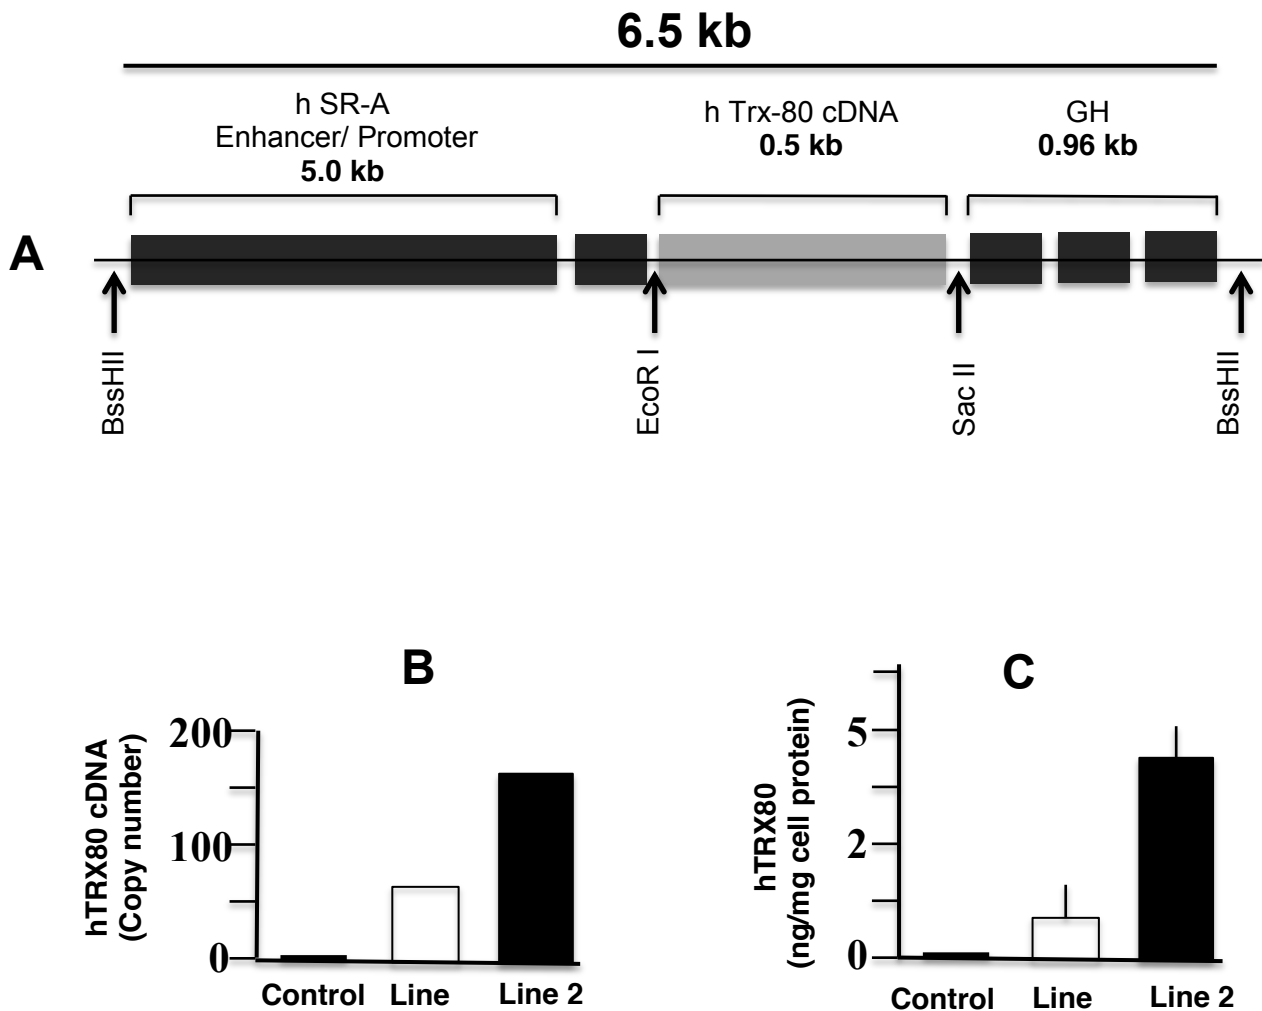 6.5 kb
h SR-A
Enhancer/ Promoter
5.0 kb
h Trx-80 cDNA
0.5 kb
GH
0.96 kb
A
BssHII
EcoR I
Sac II
BssHII
B
hTRX80 cDNA
(Copy number)
200
100
0
Control
Line
Line 2
C
hTRX80
(ng/mg cell protein)
5
2
0
Control
Line
Line 2